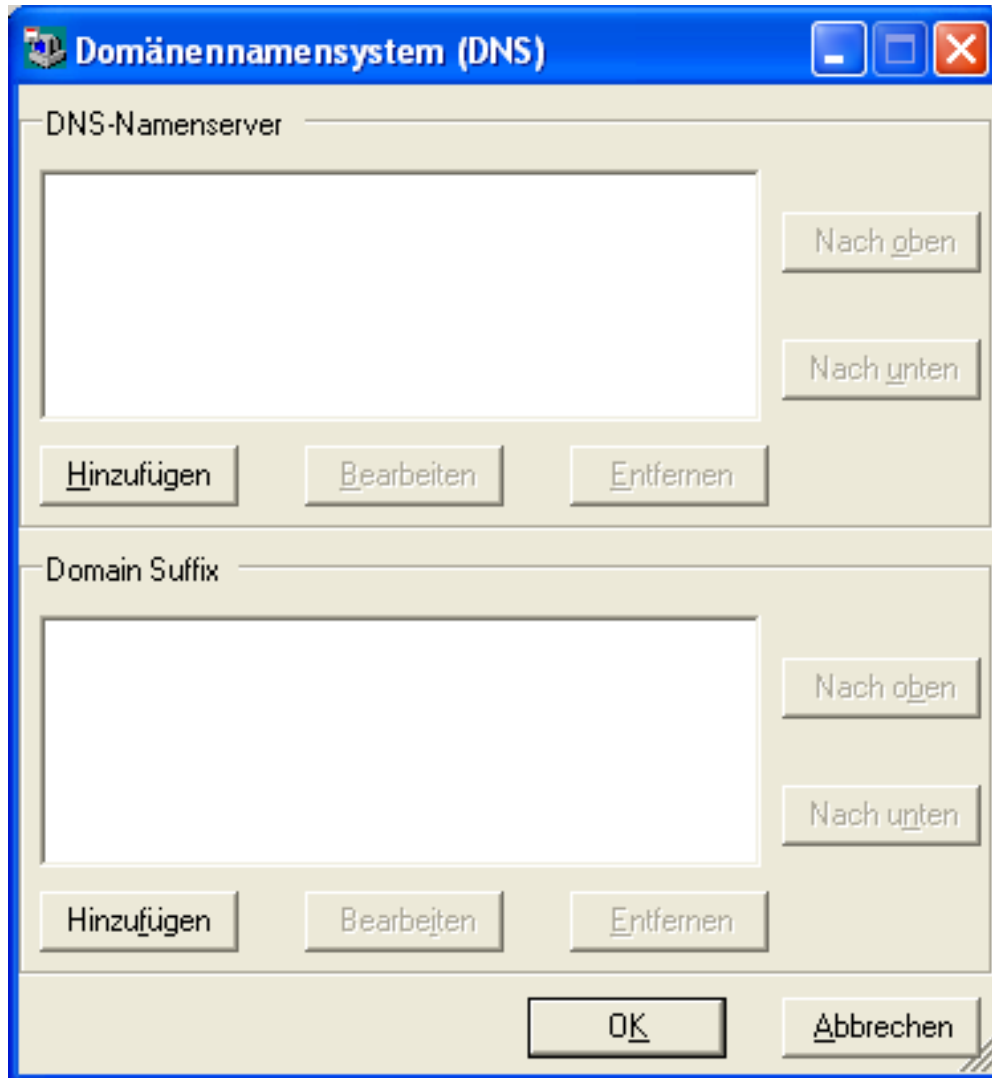 Domänennamensystem (DNS)
DNS-Namenserver
Nach oben
Nach unten
Hinzufügen Bearbeiten Entfernen
Domain Suffix
Nach oben
Nach unten
Hinzufügen Bearbeiten Entfernen
OK Abbrechen